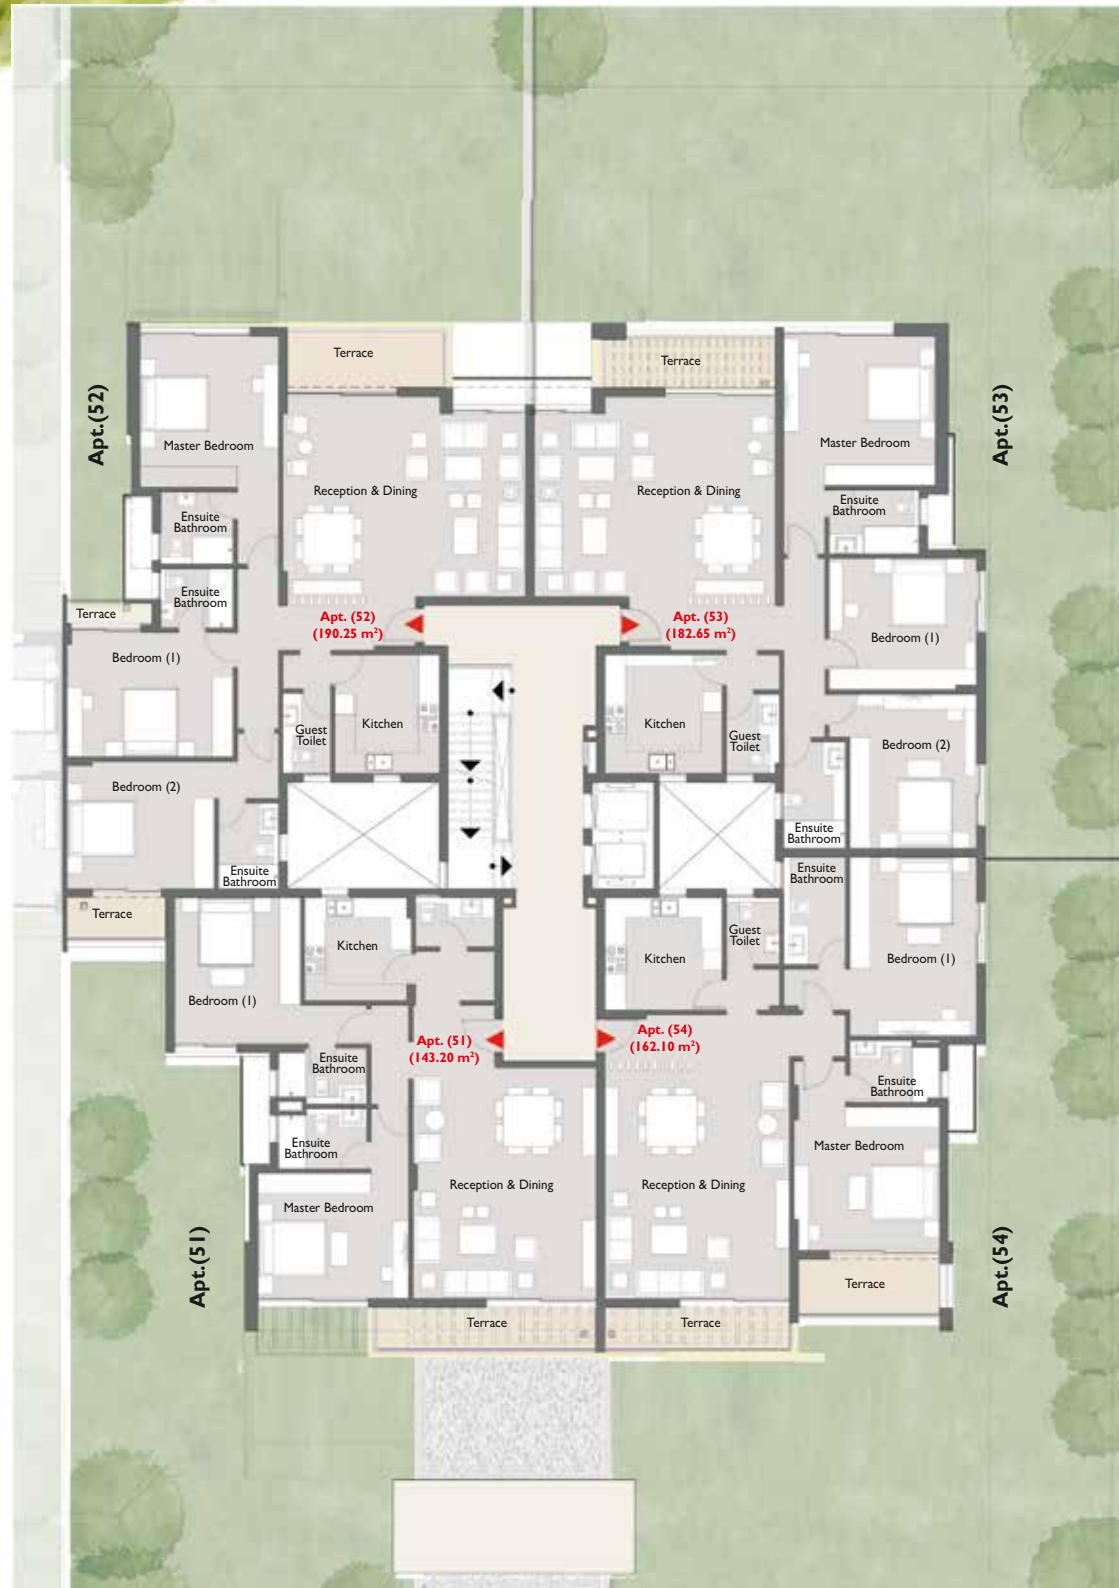 Terrace
Terrace
Apt.(52)
Apt.(53)
Master Bedroom
Master Bedroom
Reception & Dining
Reception & Dining
Ensuite
Bathroom
Ensuite
Bathroom
Ensuite
Bathroom
Terrace
Apt. (52)
(190.25 m²)
Apt. (53)
(182.65 m²)
Bedroom (1)
Bedroom (1)
Guest
Toilet
Kitchen
Kitchen
Guest
Toilet
Bedroom (2)
Bedroom (2)
Ensuite
Bathroom
Ensuite
Bathroom
Ensuite
Bathroom
Terrace
Kitchen
Guest
Toilet
Kitchen
Bedroom (1)
Bedroom (1)
Apt. (51)
(143.20 m²)
Apt. (54)
(162.10 m²)
Ensuite
Bathroom
Ensuite
Bathroom
Ensuite
Bathroom
Master Bedroom
Reception & Dining
Reception & Dining
Master Bedroom
Apt.(51)
Apt.(54)
Terrace
Terrace
Terrace